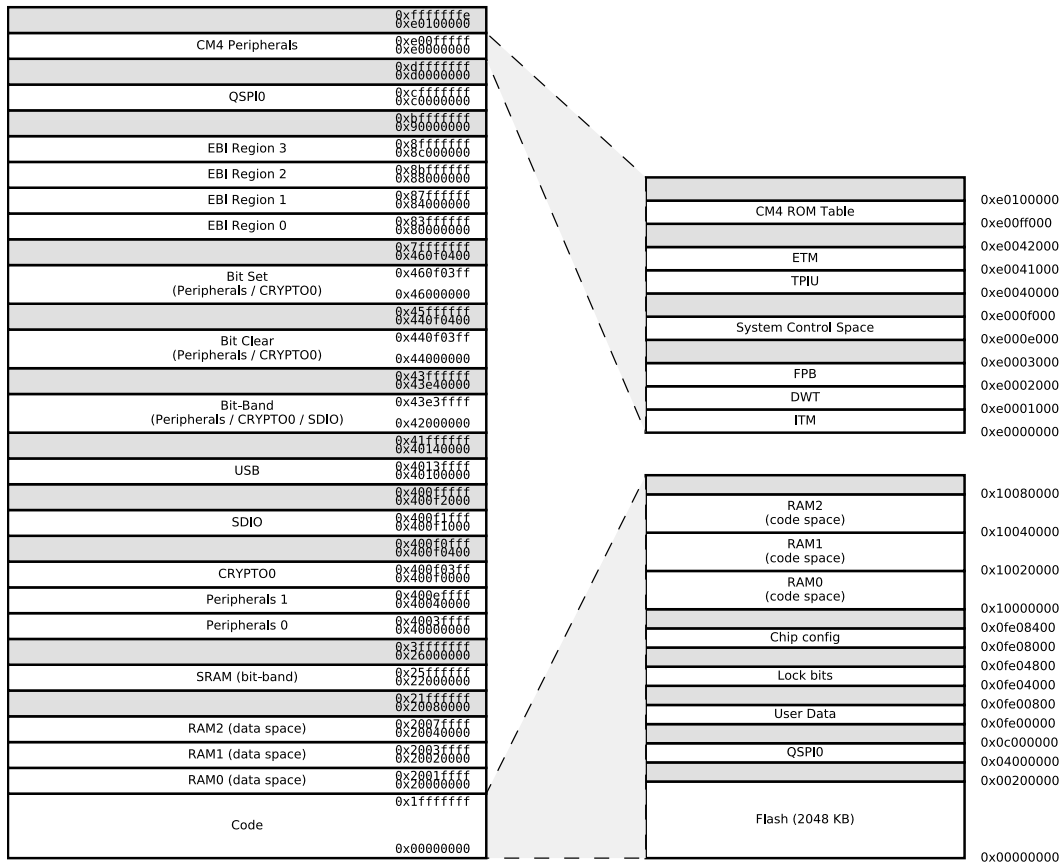 0xfffffffe
0xe0100000
CM4 Peripherals
0xe00fffff
0xe0000000
0xdfffffff
0xd0000000
QSPI0
0xcfffffff
0xc0000000
0xbfffffff
0x90000000
EBI Region 3
0x8fffffff
0x8c000000
EBI Region 2
0x8bffffff
0x88000000
EBI Region 1
0x87ffffff
0x84000000
EBI Region 0
0x83ffffff
0x80000000
0x7fffffff
0x460f0400
Bit Set
(Peripherals / CRYPTO0)
0x460f03ff
0x46000000
0x45ffffff
0x440f0400
Bit Clear
(Peripherals / CRYPTO0)
0x440f03ff
0x44000000
0x43ffffff
0x43e40000
Bit-Band
(Peripherals / CRYPTO0 / SDIO)
0x43e3ffff
0x42000000
0x41ffffff
0x40140000
USB
0x4013ffff
0x40100000
0x400fffff
0x400f2000
SDIO
0x400f1fff
0x400f1000
0x400f0fff
0x400f0400
CRYPTO0
0x400f03ff
0x400f0000
Peripherals 1
0x400effff
0x40040000
Peripherals 0
0x4003ffff
0x40000000
0x3fffffff
0x26000000
SRAM (bit-band)
0x25ffffff
0x22000000
0x21ffffff
0x20080000
RAM2 (data space)
0x2007ffff
0x20040000
RAM1 (data space)
0x2003ffff
0x20020000
RAM0 (data space)
0x2001ffff
0x20000000
Code
0x1fffffff
0x00000000
0xe0100000
CM4 ROM Table
0xe00ff000
0xe0042000
ETM
0xe0041000
TPIU
0xe0040000
0xe000f000
System Control Space
0xe000e000
0xe0003000
FPB
0xe0002000
DWT
0xe0001000
ITM
0xe0000000
0x10080000
RAM2
(code space)
0x10040000
RAM1
(code space)
0x10020000
RAM0
(code space)
0x10000000
0x0fe08400
Chip config
0x0fe08000
0x0fe04800
Lock bits
0x0fe04000
0x0fe00800
User Data
0x0fe00000
0x0c000000
QSPI0
0x04000000
0x00200000
Flash (2048 KB)
0x00000000